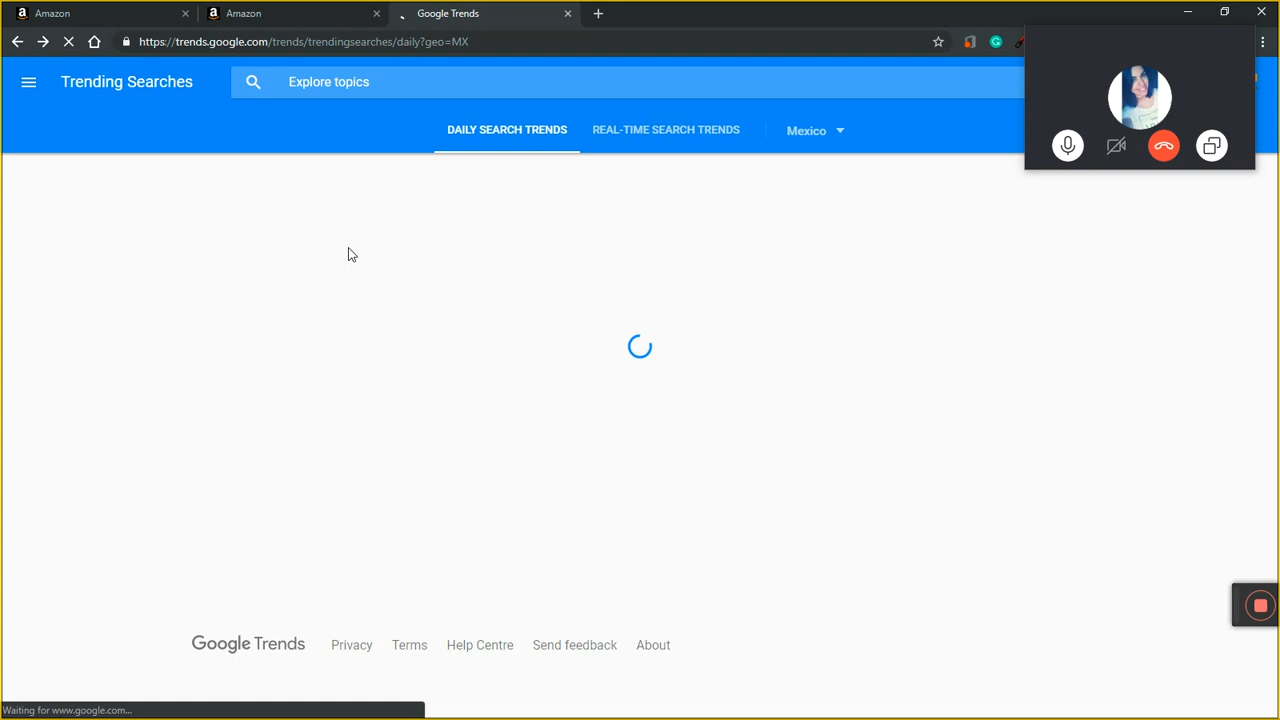 Amazon
Amazon
Google Trends
https://trends.google.com/trends/trendingsearches/daily?geo=MX
Trending Searches
Explore topics
DAILY SEARCH TRENDS
REAL-TIME SEARCH TRENDS
Mexico
Google Trends
Privacy
Terms
Help Centre
Send feedback
About
Waiting for www.google.com...